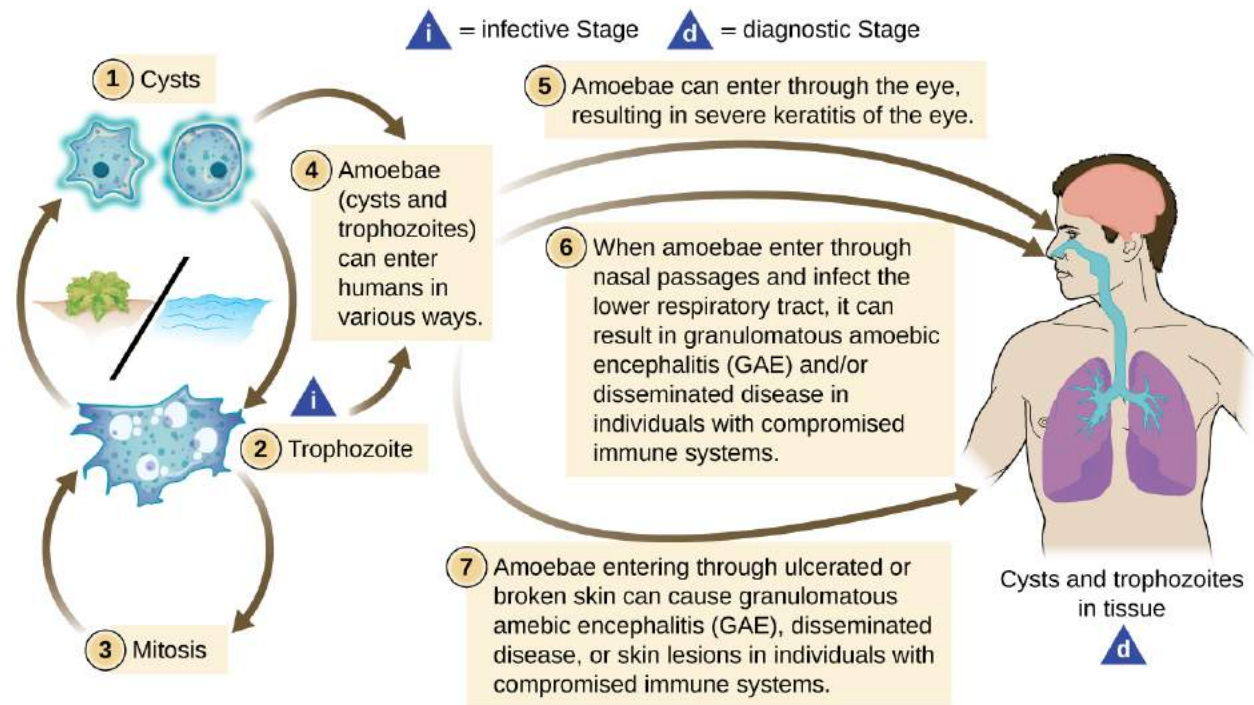 i = infective Stage d = diagnostic Stage
1 Cysts
5 Amoebae can enter through the eye,
resulting in severe keratitis of the eye.
4 Amoebae
(cysts and
trophozoites)
can enter
humans in
various ways.
6 When amoebae enter through
nasal passages and infect the
lower respiratory tract, it can
result in granulomatous amoebic
encephalitis (GAE) and/or
disseminated disease in
individuals with compromised
immune systems.
i
2 Trophozoite
3 Mitosis
7 Amoebae entering through ulcerated or
broken skin can cause granulomatous
amebic encephalitis (GAE), disseminated
disease, or skin lesions in individuals with
compromised immune systems.
Cysts and trophozoites
in tissue
d